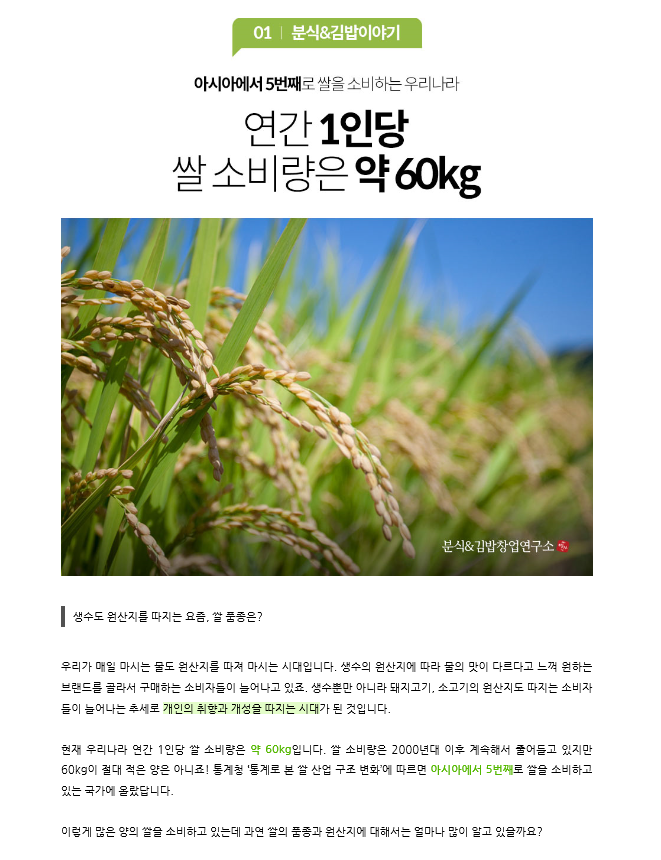 01 | 분식&김밥이야기
아시아에서 5번째로 쌀을 소비하는 우리나라
연간 1인당
쌀 소비량은 약 60kg
분식&김밥창업연구소
생수도 원산지를 따지는 요즘, 쌀 품종은?
우리가 매일 마시는 물도 원산지를 따져 마시는 시대입니다. 생수의 원산지에 따라 물의 맛이 다르다고 느껴 원하는
브랜드를 골라서 구매하는 소비자들이 늘어나고 있죠. 생수뿐만 아니라 돼지고기, 소고기의 원산지도 따지는 소비자
들이 늘어나는 추세로 개인의 취향과 개성을 따지는 시대가 된 것입니다.
현재 우리나라 연간 1인당 쌀 소비량은 약 60kg입니다. 쌀 소비량은 2000년대 이후 계속해서 줄어들고 있지만
60kg이 절대 적은 양은 아니죠! 통계청 '통계로 본 쌀 산업 구조 변화'에 따르면 아시아에서 5번째로 쌀을 소비하고
있는 국가에 올랐답니다.
이렇게 많은 양의 쌀을 소비하고 있는데 과연 쌀의 품종과 원산지에 대해서는 얼마나 많이 알고 있을까요?